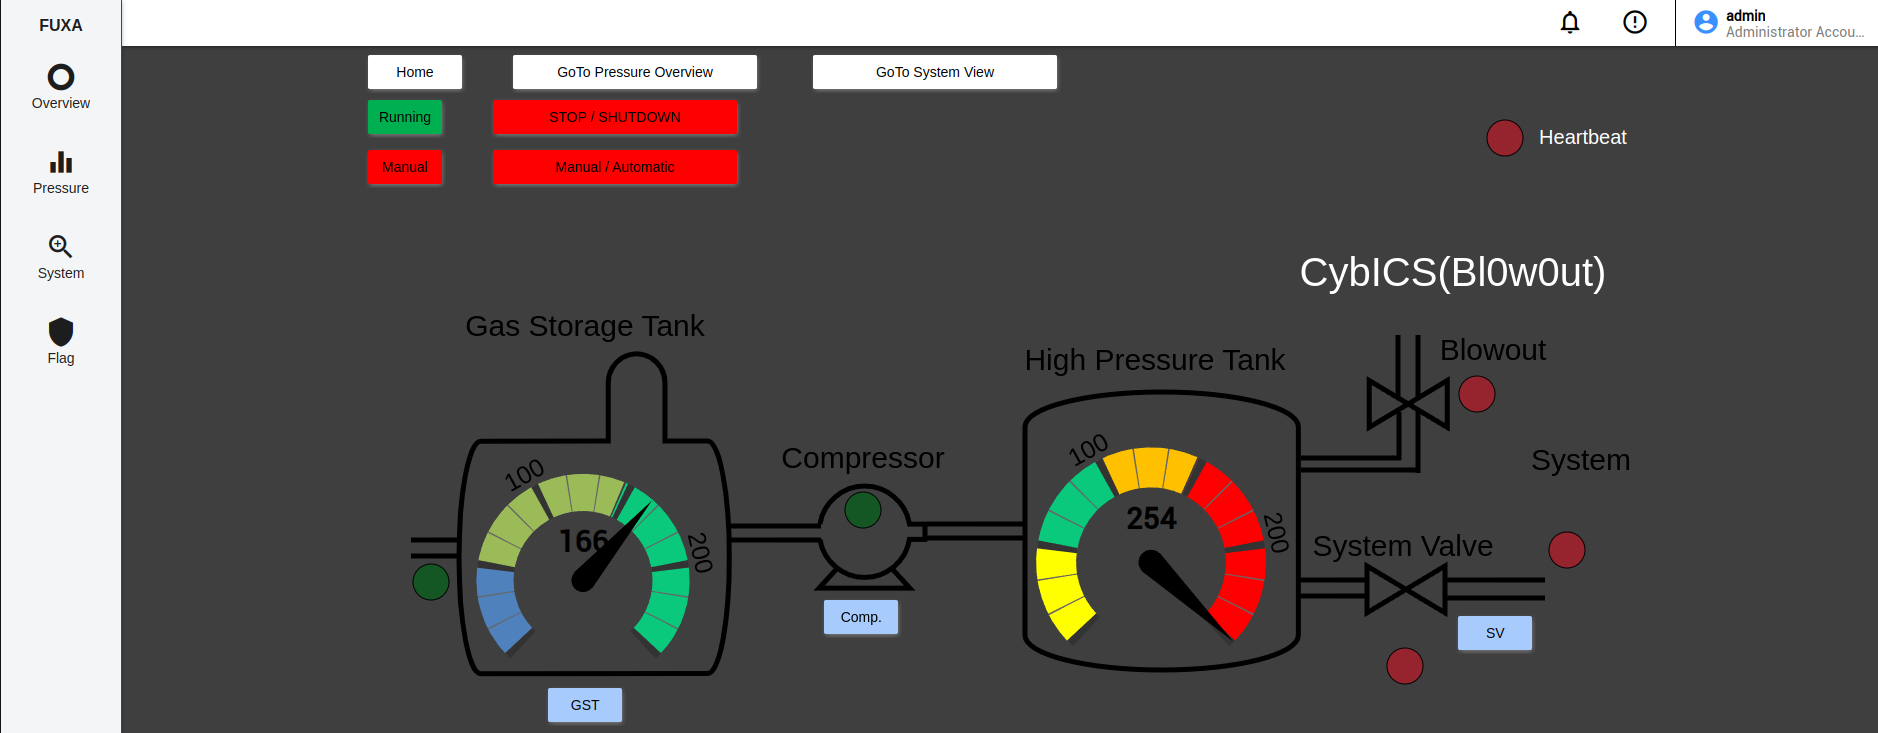 FUXA
Overview
Pressure
System
Flag
admin
Administrator Accou...
Home
GoTo Pressure Overview
GoTo System View
Running
STOP / SHUTDOWN
Manual
Manual / Automatic
Heartbeat
CybICS(Bl0w0ut)
Gas Storage Tank
High Pressure Tank
Blowout
Compressor
System
100
166
200
100
254
200
System Valve
Comp.
SV
GST